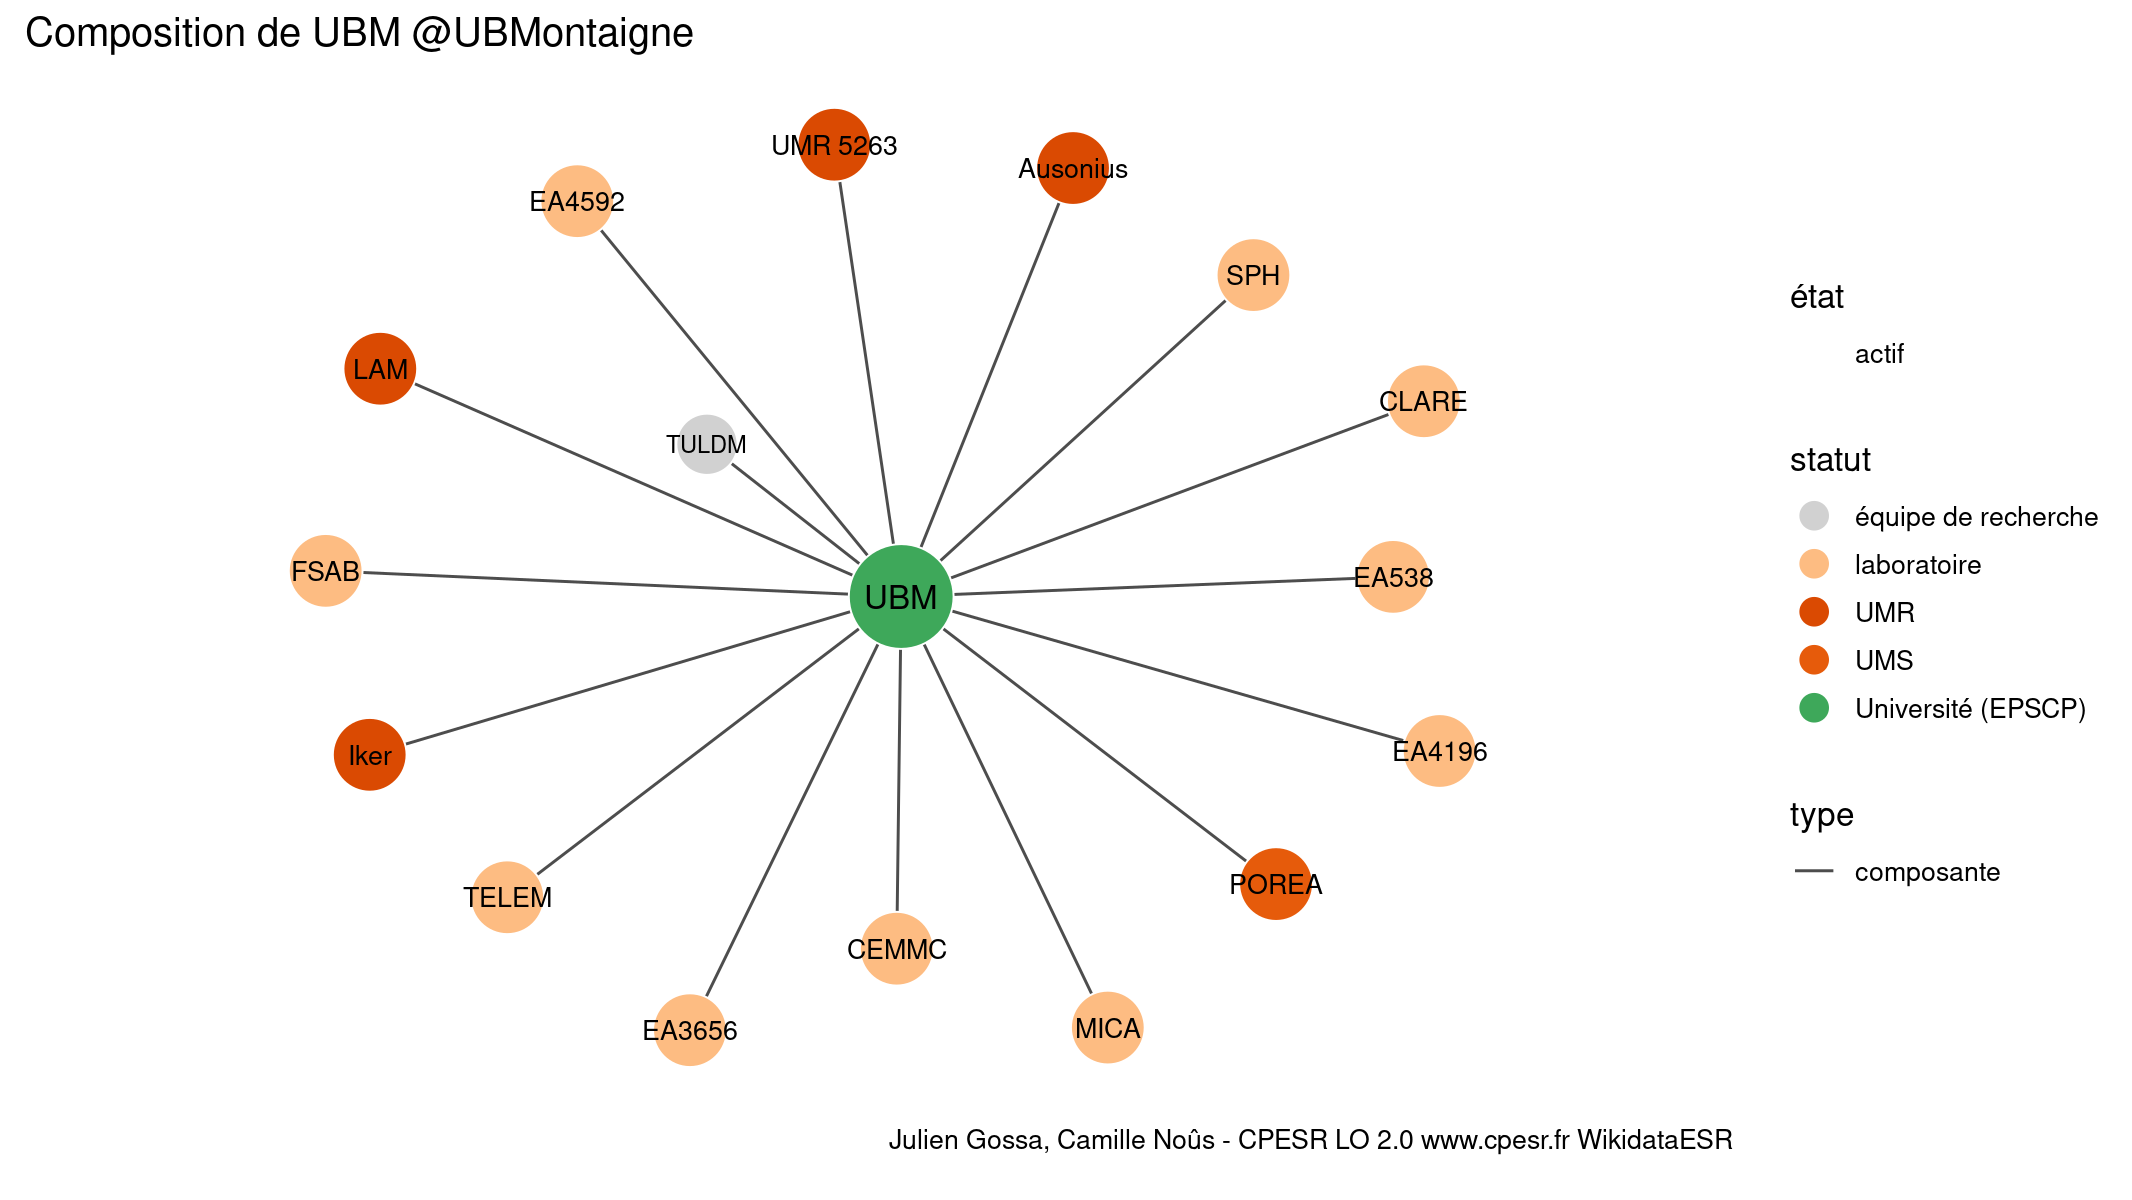 Composition de UBM @UBMontaigne
UMR 5263
Ausonius
EA4592
SPH
LAM
CLARE
TULDM
FSAB
EA538
UBM
Iker
EA4196
TELEM
POREA
CEMMC
EA3656
MICA
état
actif
statut
équipe de recherche
laboratoire
UMR
UMS
Université (EPSCP)
type
composante
Julien Gossa, Camille Noûs - CPESR LO 2.0 www.cpesr.fr WikidataESR